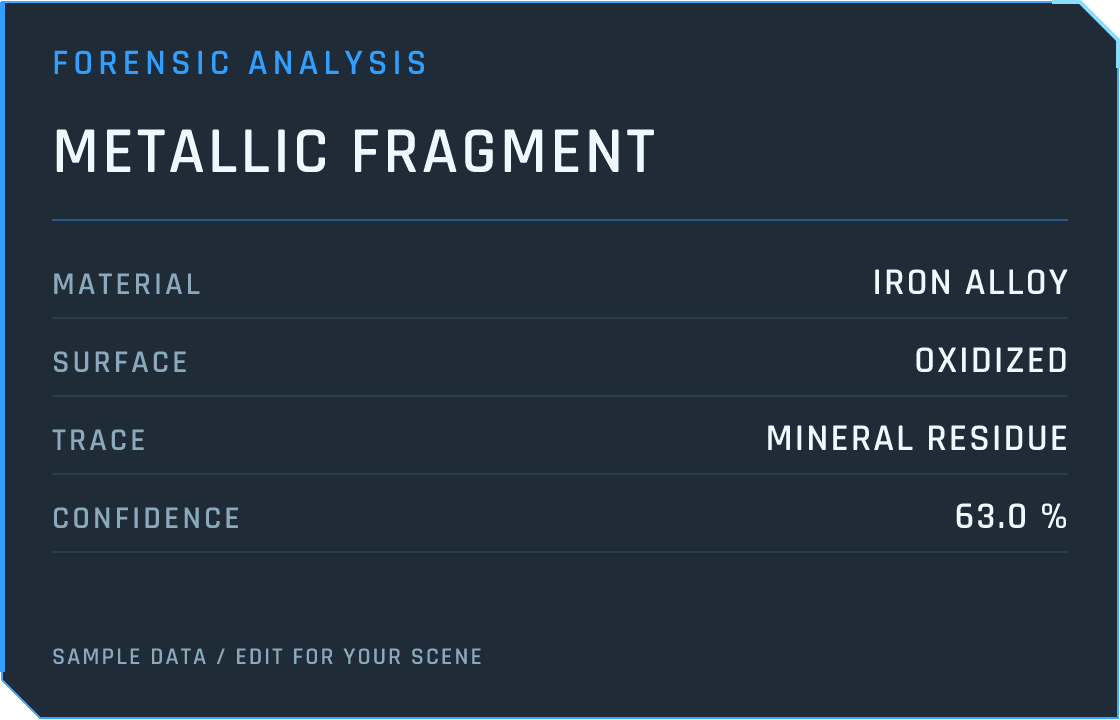 FORENSIC ANALYSIS
METALLIC FRAGMENT
MATERIAL IRON ALLOY
SURFACE OXIDIZED
TRACE MINERAL RESIDUE
CONFIDENCE 63.0 %
SAMPLE DATA / EDIT FOR YOUR SCENE